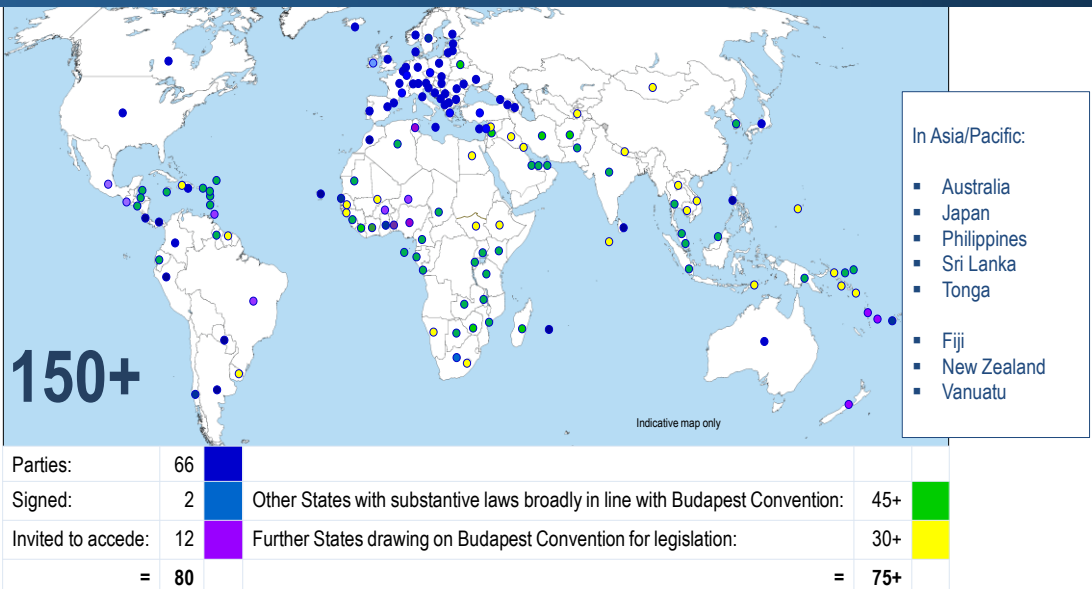 In Asia/Pacific:
▪ Australia
▪ Japan
▪ Philippines
▪ Sri Lanka
▪ Tonga
▪ Fiji
▪ New Zealand
▪ Vanuatu
150+
Indicative map only
Parties: 66
Signed: 2 Other States with substantive laws broadly in line with Budapest Convention: 45+
Invited to accede: 12 Further States drawing on Budapest Convention for legislation: 30+
= 80 = 75+